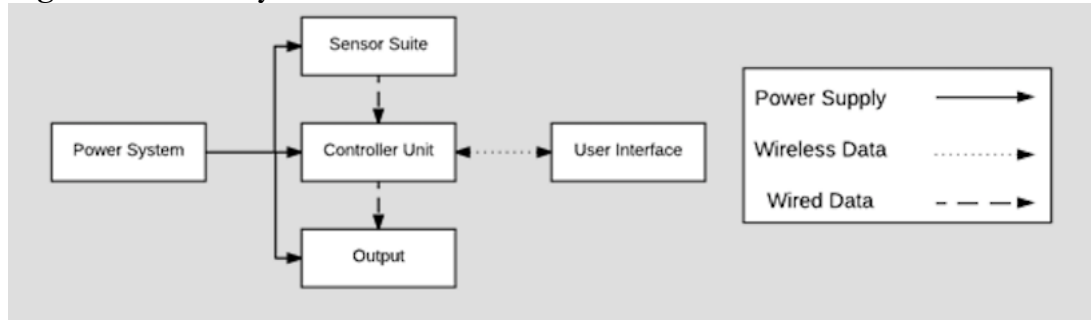 Sensor Suite
Power System
Controller Unit
User Interface
Output
Power Supply
Wireless Data
Wired Data